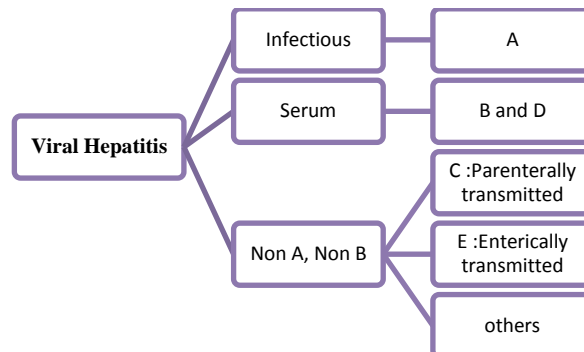 Viral Hepatitis
Infectious
A
Serum
B and D
Non A, Non B
C :Parenterally
transmitted
E :Enterically
transmitted
others